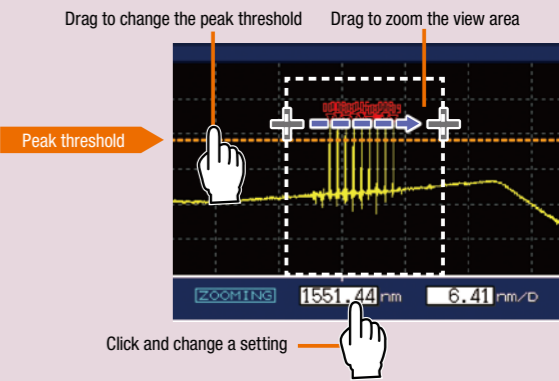 Drag to change the peak threshold
Drag to zoom the view area
Peak threshold
ZOOMING 1551.44 nm 6.41 nm/D
Click and change a setting